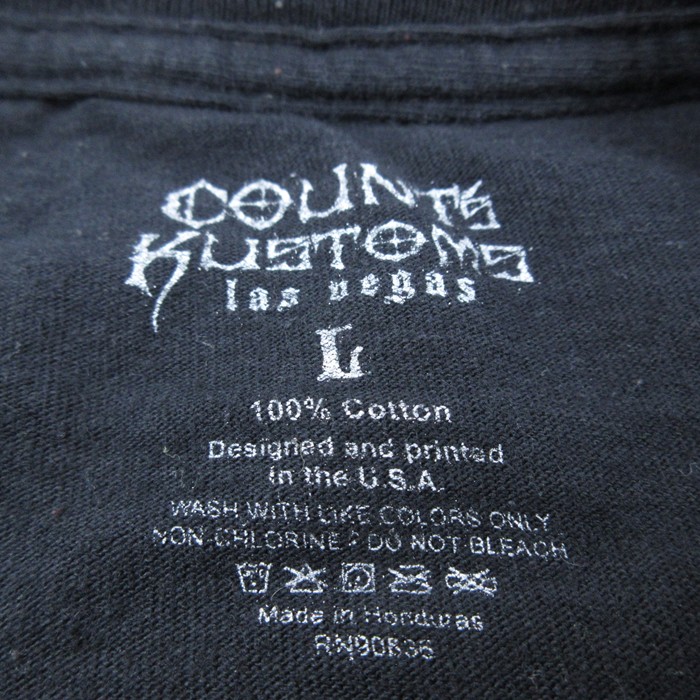 COUNT'S
KUSTOMS
las vegas
L
100% Cotton
Designed and printed
in the U.S.A.
WASH WITH LIKE COLORS ONLY
NON-CHLORINE DO NOT BLEACH
Made in Honduras